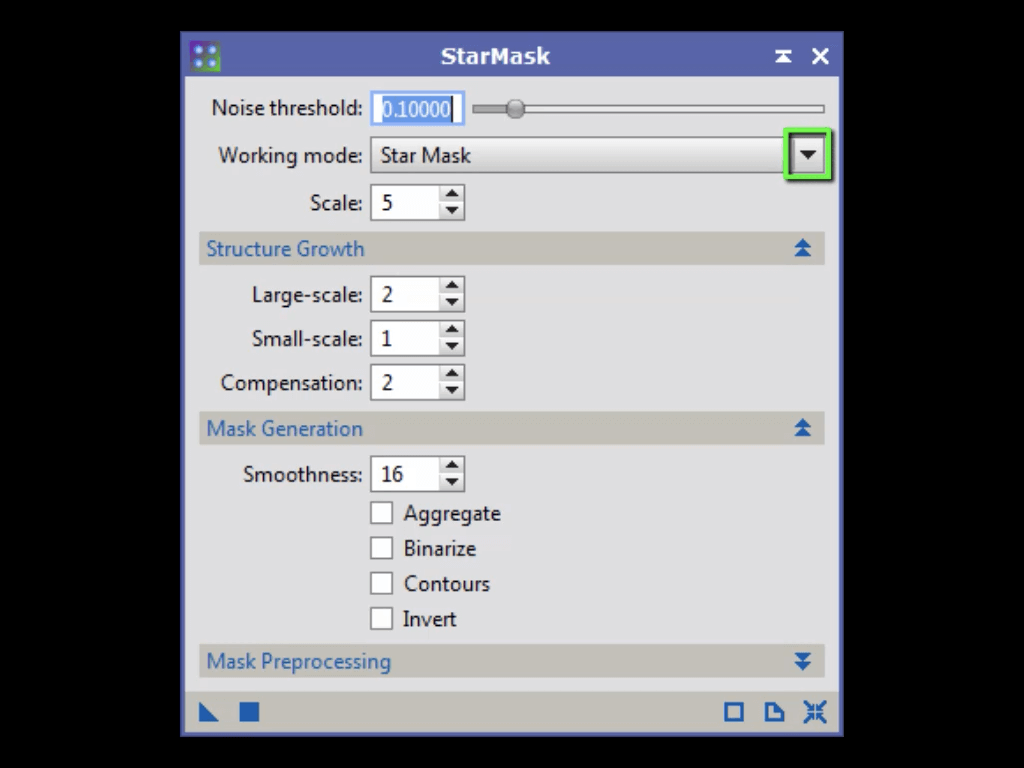 StarMask
Noise threshold: 0.10000
Working mode: Star Mask
Scale: 5
Structure Growth
Large-scale: 2
Small-scale: 1
Compensation: 2
Mask Generation
Smoothness: 16
Aggregate
Binarize
Contours
Invert
Mask Preprocessing